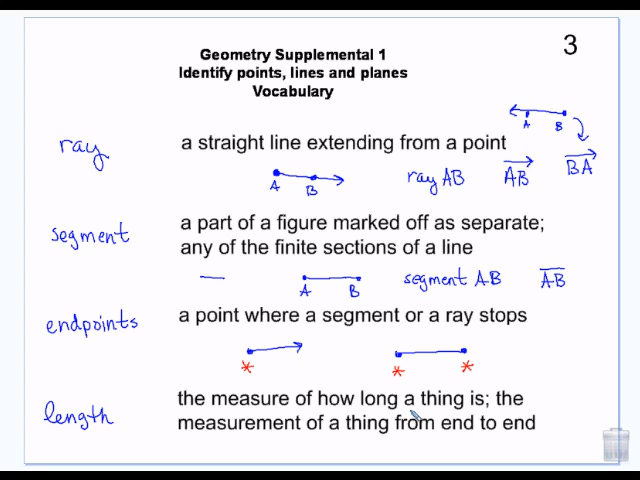 3
Geometry Supplemental 1
Identify points, lines and planes
Vocabulary
A B
ray
a straight line extending from a point
A B
ray AB AB BA
segment
a part of a figure marked off as separate;
any of the finite sections of a line
A B
segment AB AB
endpoints
a point where a segment or a ray stops
* * *
length
the measure of how long a thing is; the
measurement of a thing from end to end